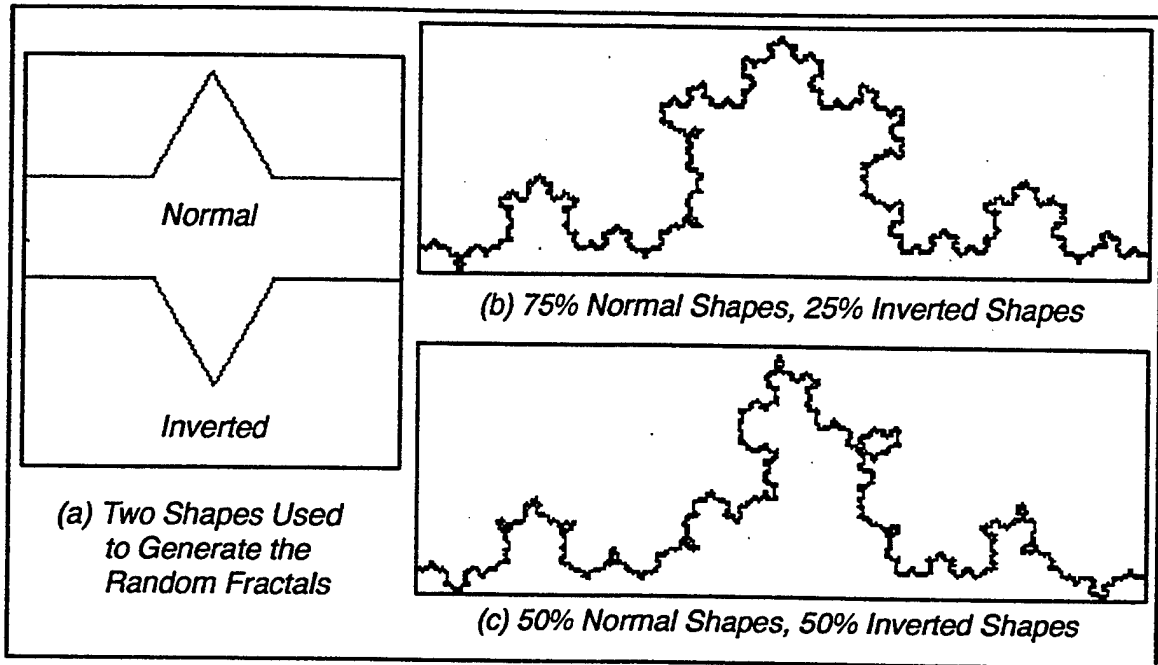 Normal
Inverted
(a) Two Shapes Used
to Generate the
Random Fractals
(b) 75% Normal Shapes, 25% Inverted Shapes
(c) 50% Normal Shapes, 50% Inverted Shapes